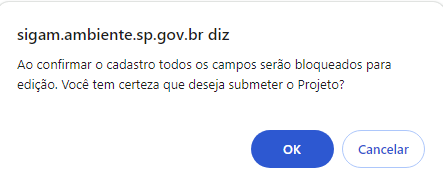 sigam.ambiente.sp.gov.br diz
Ao confirmar o cadastro todos os campos serão bloqueados para
edição. Você tem certeza que deseja submeter o Projeto?
OK
Cancelar